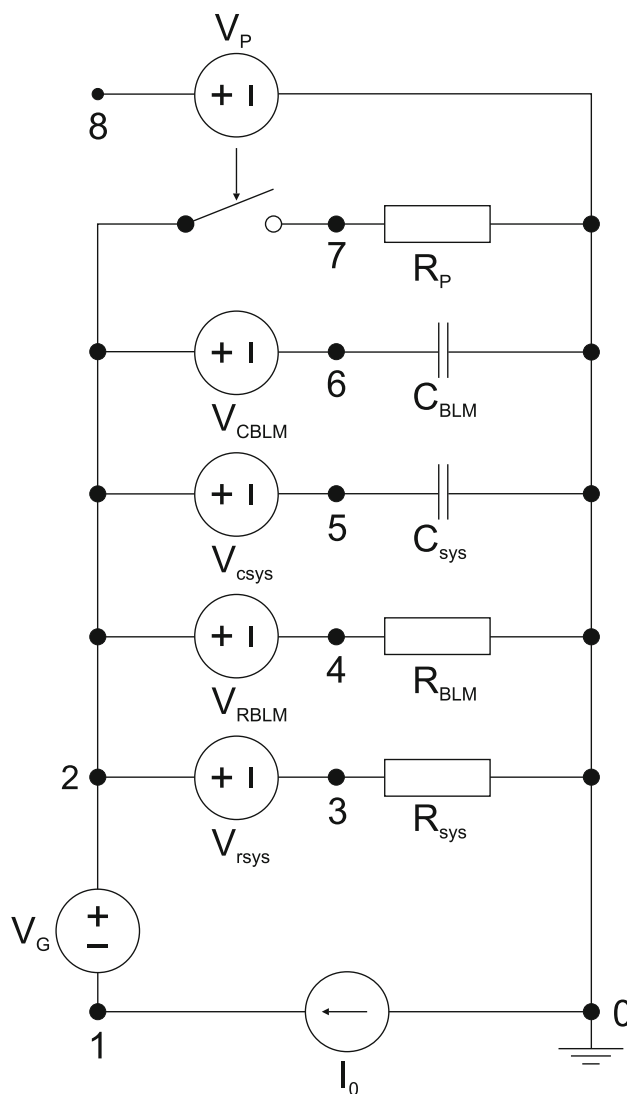 V_P
+ −
8
7
R_P
+ −
V_CBLM
6
C_BLM
+ −
V_csys
5
C_sys
+ −
V_RBLM
4
R_BLM
2
+ −
V_rsys
3
R_sys
V_G
+
−
1
I_0
0